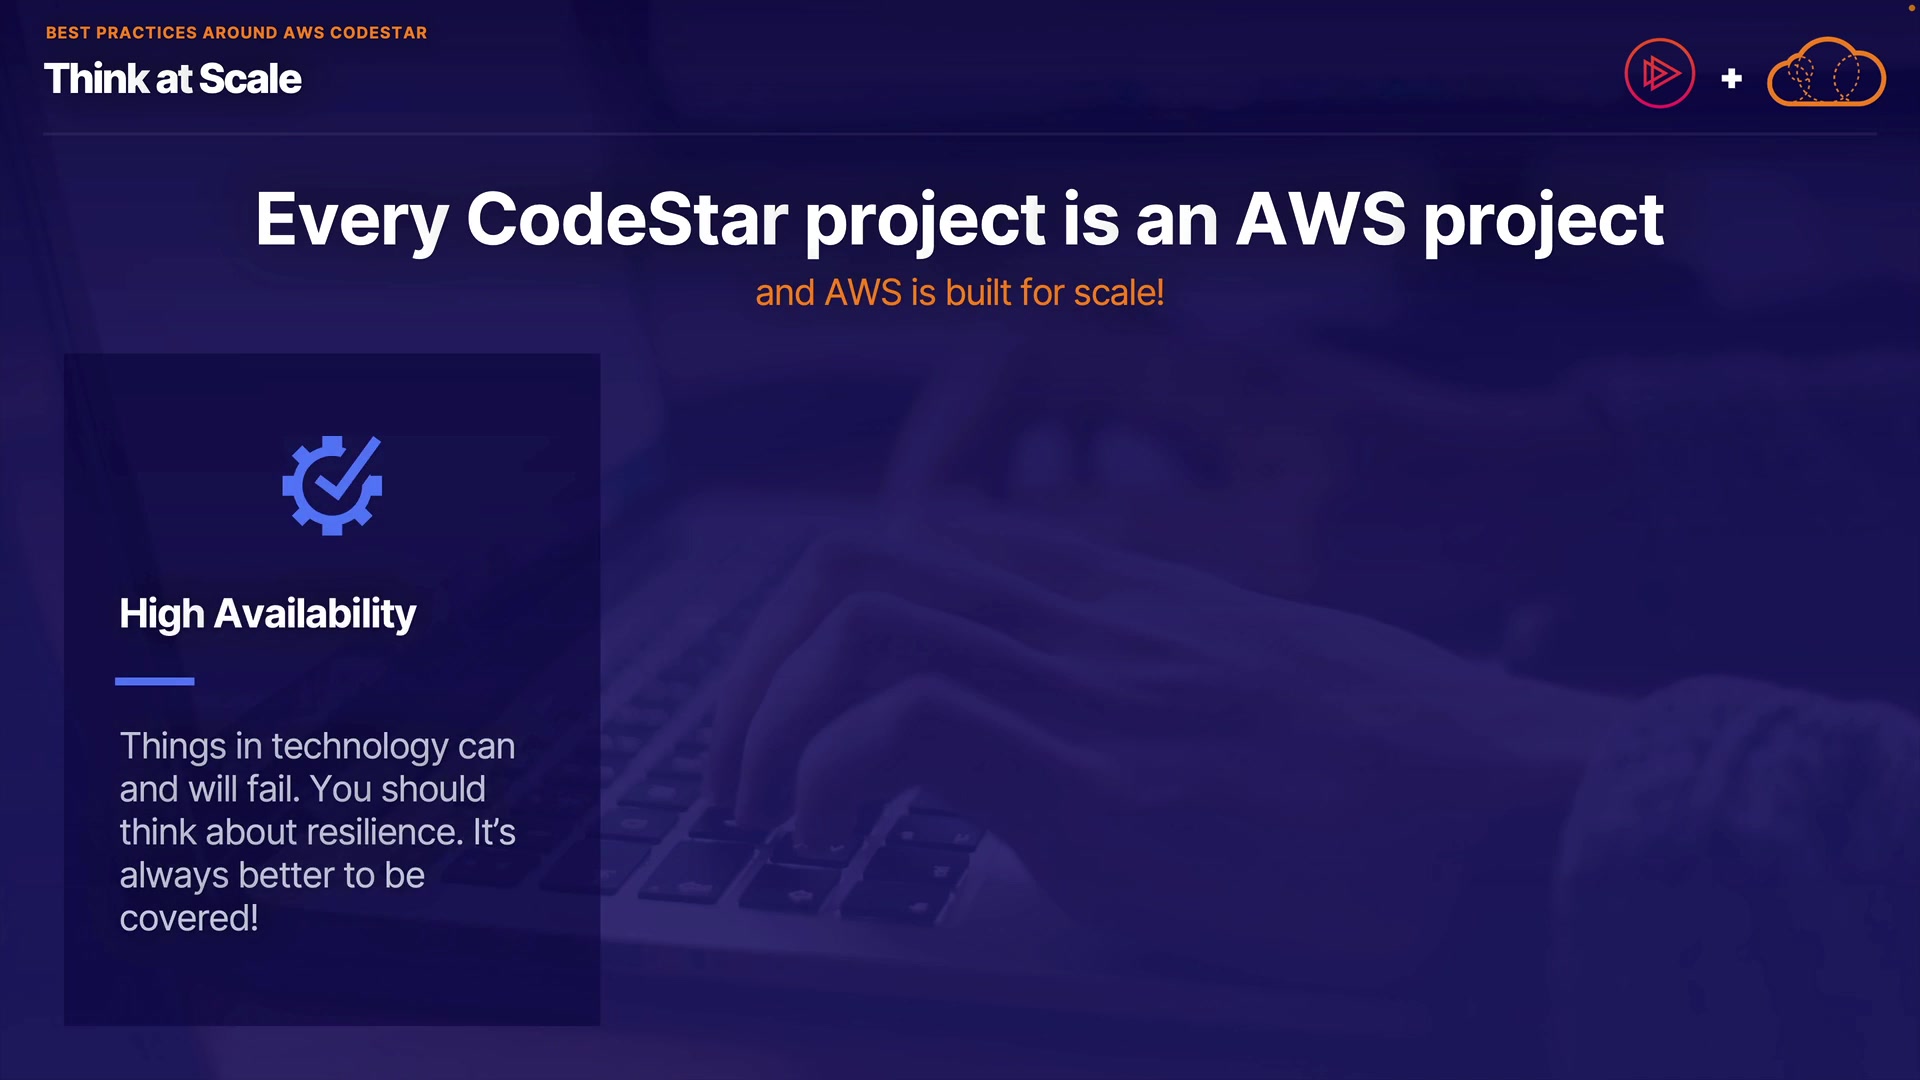 BEST PRACTICES AROUND AWS CODESTAR
Think at Scale
+
Every CodeStar project is an AWS project
and AWS is built for scale!
High Availability
Things in technology can
and will fail. You should
think about resilience. It’s
always better to be
covered!